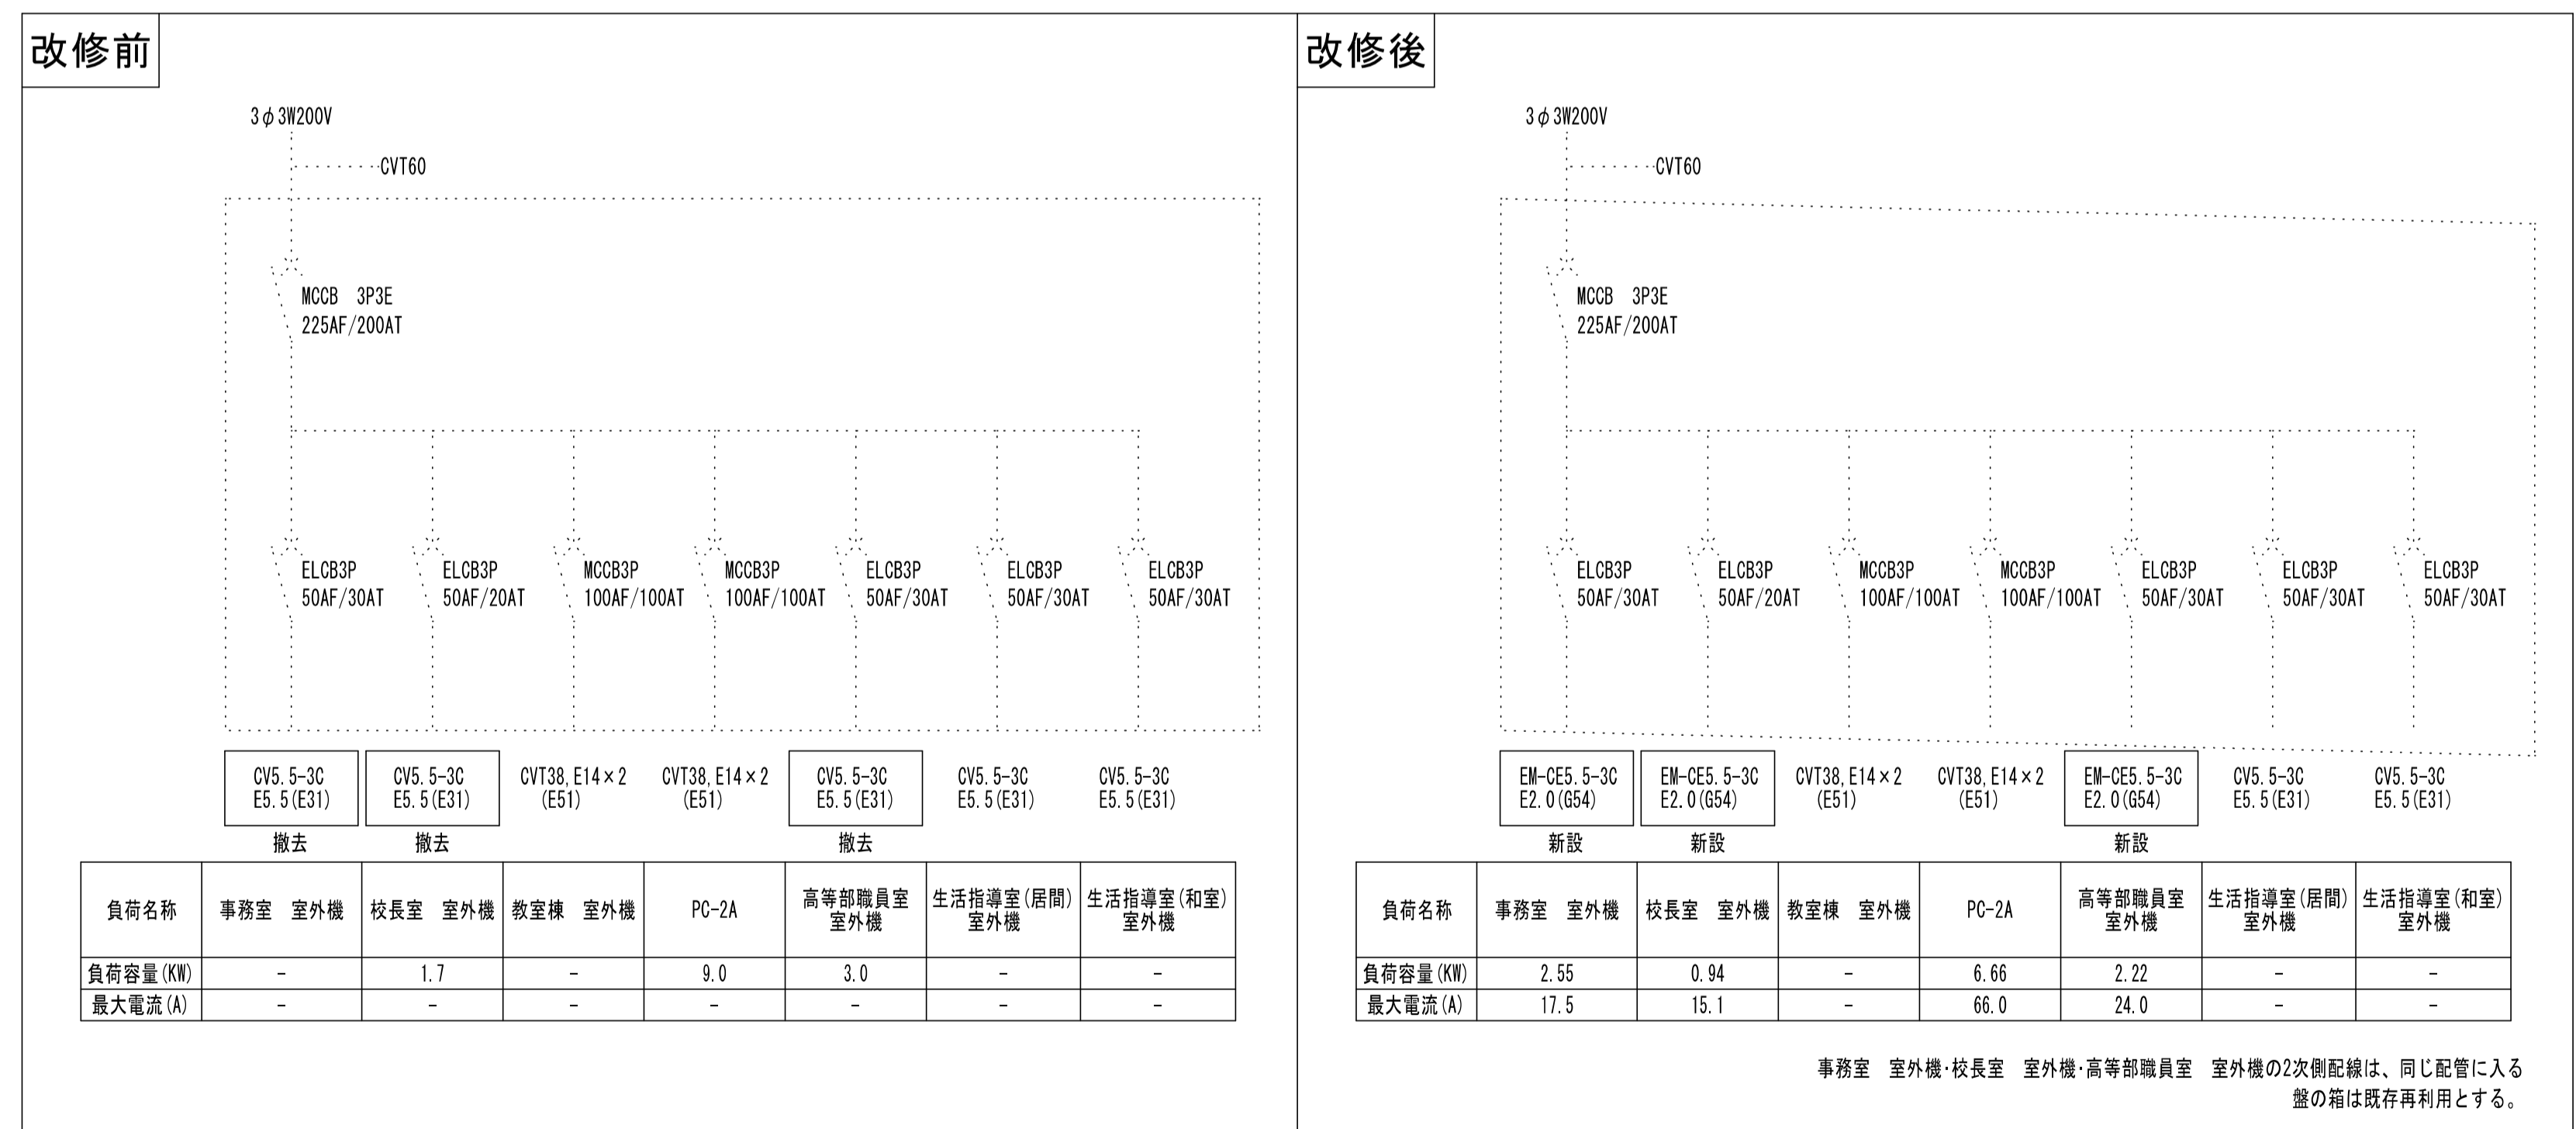 改修前
3φ3W200V
CVT60
MCCB　3P3E
225AF/200AT
ELCB3P
50AF/30AT
ELCB3P
50AF/20AT
MCCB3P
100AF/100AT
MCCB3P
100AF/100AT
ELCB3P
50AF/30AT
ELCB3P
50AF/30AT
ELCB3P
50AF/30AT
CV5.5-3C
E5.5(E31)
撤去
CV5.5-3C
E5.5(E31)
撤去
CVT38,E14×2
(E51)
CVT38,E14×2
(E51)
CV5.5-3C
E5.5(E31)
撤去
CV5.5-3C
E5.5(E31)
CV5.5-3C
E5.5(E31)
負荷名称
事務室　室外機
校長室　室外機
教室棟　室外機
PC-2A
高等部職員室
室外機
生活指導室(居間)
室外機
生活指導室(和室)
室外機
負荷容量(KW) - 1.7 - 9.0 3.0 - -
最大電流(A) - - - - - - -
改修後
3φ3W200V
CVT60
MCCB　3P3E
225AF/200AT
ELCB3P
50AF/30AT
ELCB3P
50AF/20AT
MCCB3P
100AF/100AT
MCCB3P
100AF/100AT
ELCB3P
50AF/30AT
ELCB3P
50AF/30AT
ELCB3P
50AF/30AT
EM-CE5.5-3C
E2.0(G54)
新設
EM-CE5.5-3C
E2.0(G54)
新設
CVT38,E14×2
(E51)
CVT38,E14×2
(E51)
EM-CE5.5-3C
E2.0(G54)
新設
CV5.5-3C
E5.5(E31)
CV5.5-3C
E5.5(E31)
負荷名称
事務室　室外機
校長室　室外機
教室棟　室外機
PC-2A
高等部職員室
室外機
生活指導室(居間)
室外機
生活指導室(和室)
室外機
負荷容量(KW) 2.55 0.94 - 6.66 2.22 - -
最大電流(A) 17.5 15.1 - 66.0 24.0 - -
事務室　室外機・校長室　室外機・高等部職員室　室外機の2次側配線は、同じ配管に入る
盤の箱は既存再利用とする。